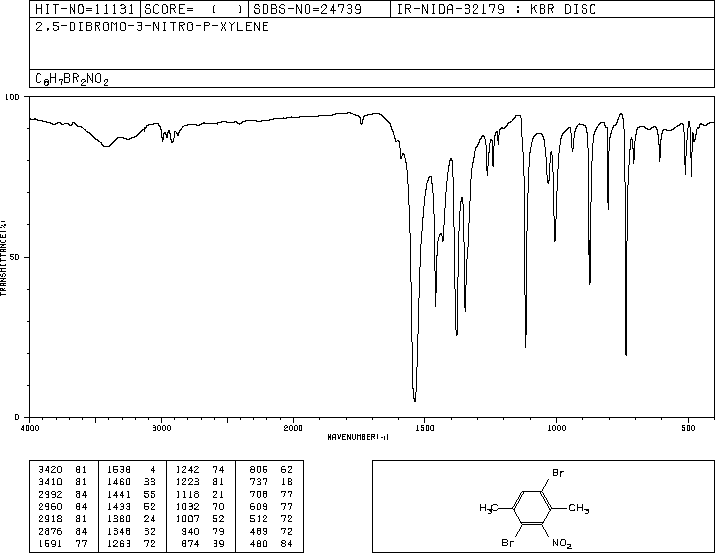 HIT-NO=11131 SCORE= ( ) SDBS-NO=24739 IR-NIDA-32179 : KBR DISC
2,5-DIBROMO-3-NITRO-P-XYLENE
C8H7BR2NO2
100
50
0
TRANSMITTANCE(%)
4000 3000 2000 1500 1000 500
WAVENUMBER(-1)
3420 81 1538 4 1242 74 806 62
3410 81 1460 33 1223 81 737 18
2992 84 1441 55 1118 21 708 77
2960 84 1433 52 1032 70 609 77
2918 81 1380 24 1007 52 512 72
2876 84 1348 32 940 79 489 72
1591 77 1263 72 874 39 480 84
Br
H3C
CH3
Br
NO2